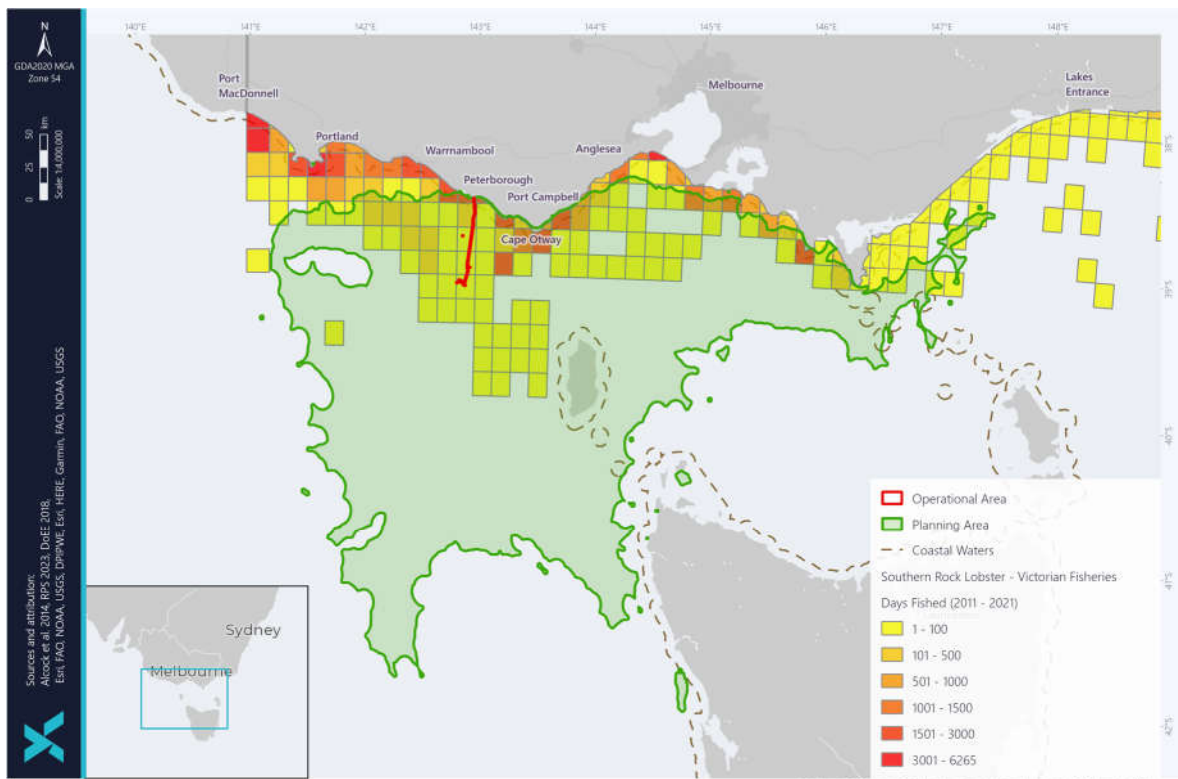 140°E
141°E
142°E
143°E
144°E
145°E
146°E
147°E
148°E
N
GDA2020 MGA
Zone 54
km
0 25 50
Scale: 1:4,000,000
Port
MacDonnell
Portland
Warrnambool
Peterborough
Port Campbell
Cape Otway
Anglesea
Melbourne
Lakes
Entrance
38°S
39°S
40°S
41°S
42°S
Operational Area
Planning Area
Coastal Waters
Southern Rock Lobster - Victorian Fisheries
Days Fished (2011 - 2021)
1 - 100
101 - 500
501 - 1000
1001 - 1500
1501 - 3000
3001 - 6265
Sydney
Melbourne
Sources and attribution:
Alcock et al. 2014, RPS 2023, DoEE 2018,
Esri, FAO, NOAA, USGS, DPIPWE, Esri, HERE, Garmin, FAO, NOAA, USGS